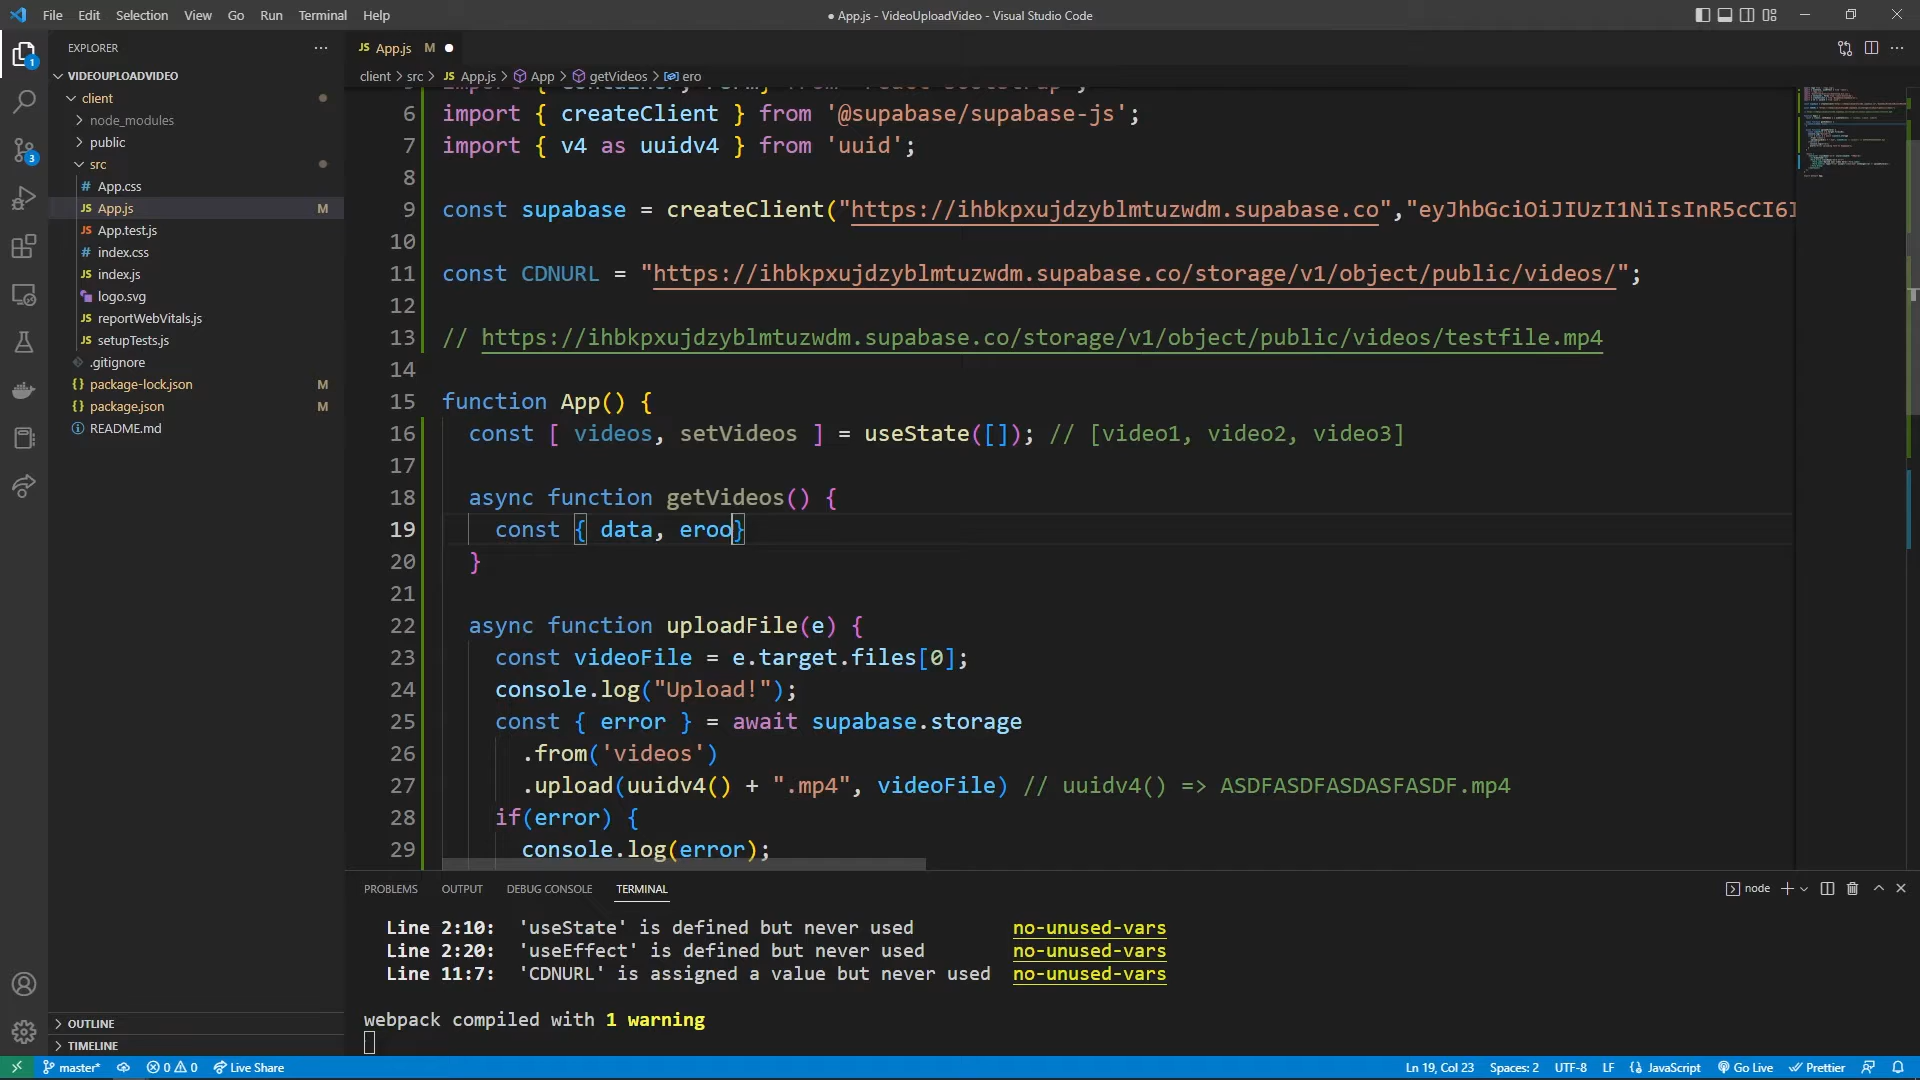 File Edit Selection View Go Run Terminal Help
● App.js - VideoUploadVideo - Visual Studio Code
EXPLORER
VIDEOUPLOADVIDEO
client
node_modules
public
src
App.css
App.js M
App.test.js
index.css
index.js
logo.svg
reportWebVitals.js
setupTests.js
.gitignore
package-lock.json M
package.json M
README.md
OUTLINE
TIMELINE
1
3
JS App.js M ●
client > src > JS App.js > App > getVideos > ero
6 import { createClient } from '@supabase/supabase-js';
7 import { v4 as uuidv4 } from 'uuid';
8
9 const supabase = createClient("https://ihbkpxujdzyblmtuzwdm.supabase.co","eyJhbGciOiJIUzI1NiIsInR5cCI6I
10
11 const CDNURL = "https://ihbkpxujdzyblmtuzwdm.supabase.co/storage/v1/object/public/videos/";
12
13 // https://ihbkpxujdzyblmtuzwdm.supabase.co/storage/v1/object/public/videos/testfile.mp4
14
15 function App() {
16 const [ videos, setVideos ] = useState([]); // [video1, video2, video3]
17
18 async function getVideos() {
19 const { data, eroo}
20 }
21
22 async function uploadFile(e) {
23 const videoFile = e.target.files[0];
24 console.log("Upload!");
25 const { error } = await supabase.storage
26 .from('videos')
27 .upload(uuidv4() + ".mp4", videoFile) // uuidv4() => ASDFASDFASDASFASDF.mp4
28 if(error) {
29 console.log(error);
PROBLEMS OUTPUT DEBUG CONSOLE TERMINAL
node
Line 2:10: 'useState' is defined but never used no-unused-vars
Line 2:20: 'useEffect' is defined but never used no-unused-vars
Line 11:7: 'CDNURL' is assigned a value but never used no-unused-vars
webpack compiled with 1 warning
master* 0 0 Live Share
Ln 19, Col 23 Spaces: 2 UTF-8 LF {} JavaScript Go Live Prettier